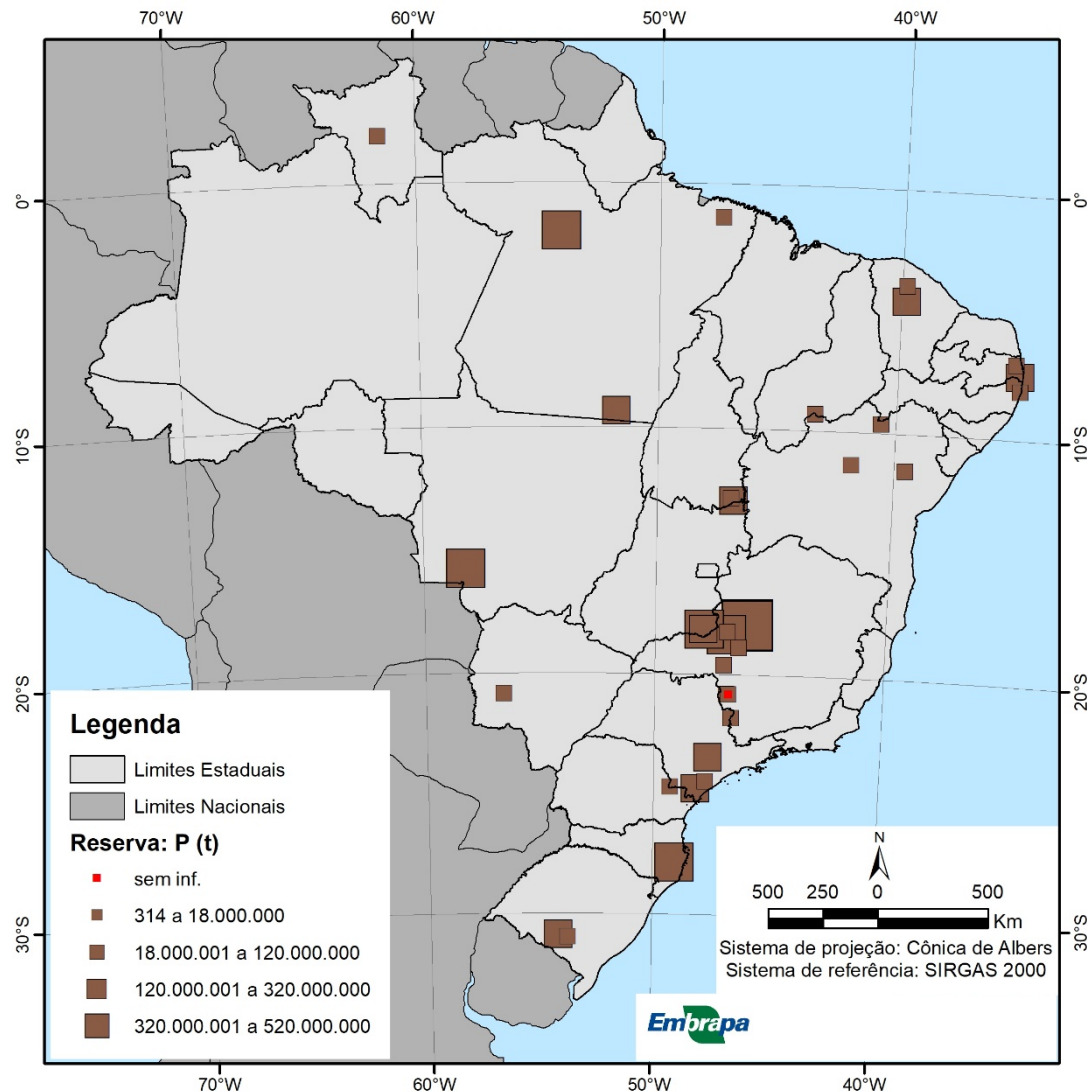 70°W 60°W 50°W 40°W
0° 0°
10°S 10°S
20°S 20°S
30°S 30°S
Legenda
Limites Estaduais
Limites Nacionais
Reserva: P (t)
sem inf.
314 a 18.000.000
18.000.001 a 120.000.000
120.000.001 a 320.000.000
320.000.001 a 520.000.000
N
500 250 0 500
Km
Sistema de projeção: Cônica de Albers
Sistema de referência: SIRGAS 2000
Embrapa
70°W 60°W 50°W 40°W